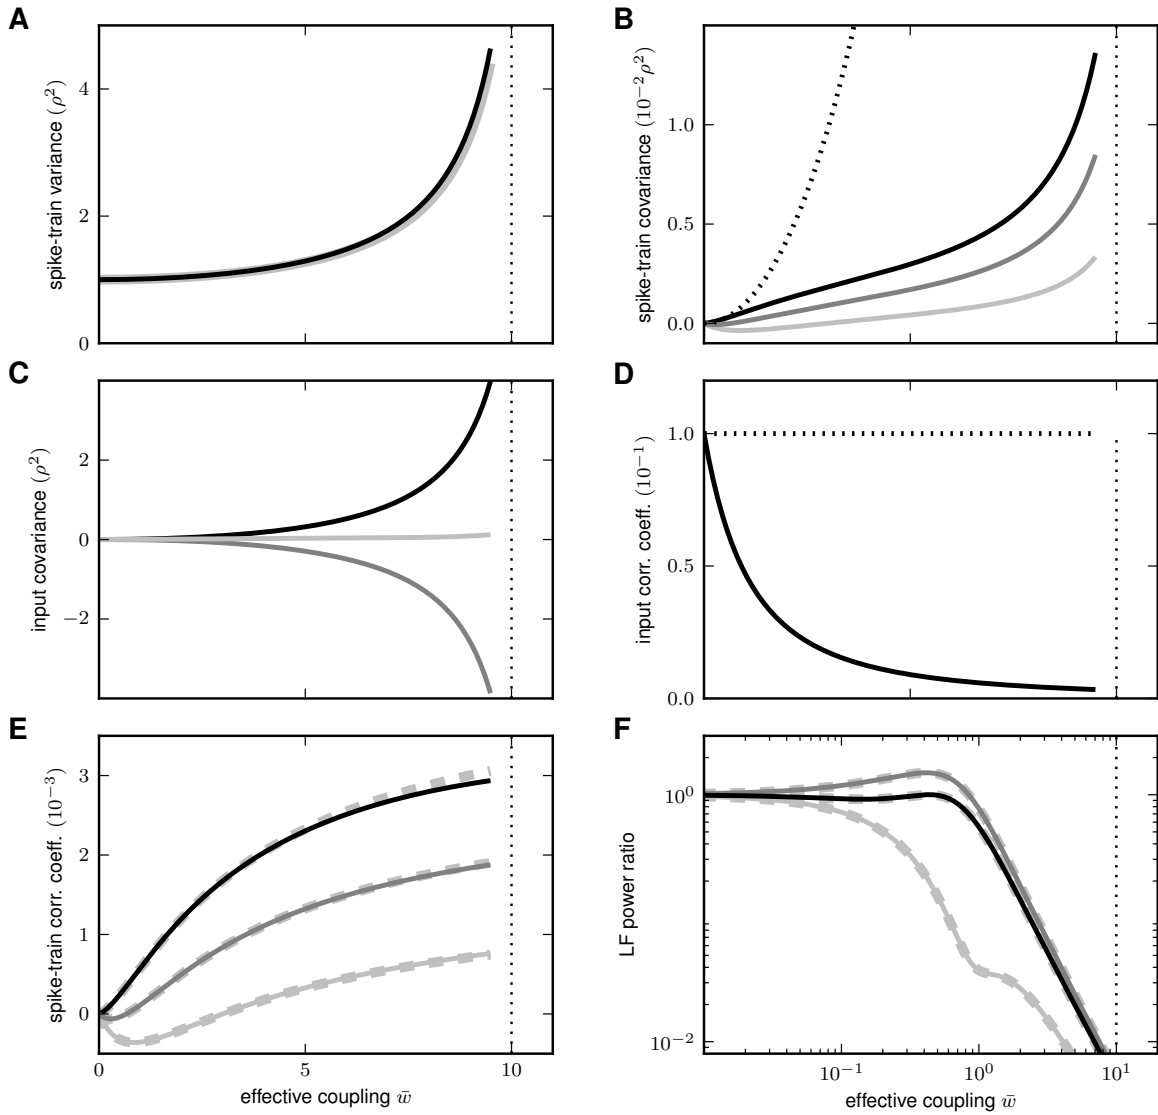 A
spike-train variance (ρ²)
4
2
0
B
spike-train covariance (10⁻²ρ²)
1.0
0.5
0.0
C
input covariance (ρ²)
2
0
−2
D
input corr. coeff. (10⁻¹)
1.0
0.5
0.0
E
spike-train corr. coeff. (10⁻³)
3
2
1
0
0
5
10
effective coupling w̄
F
LF power ratio
10⁰
10⁻²
10⁻¹
10⁰
10¹
effective coupling w̄